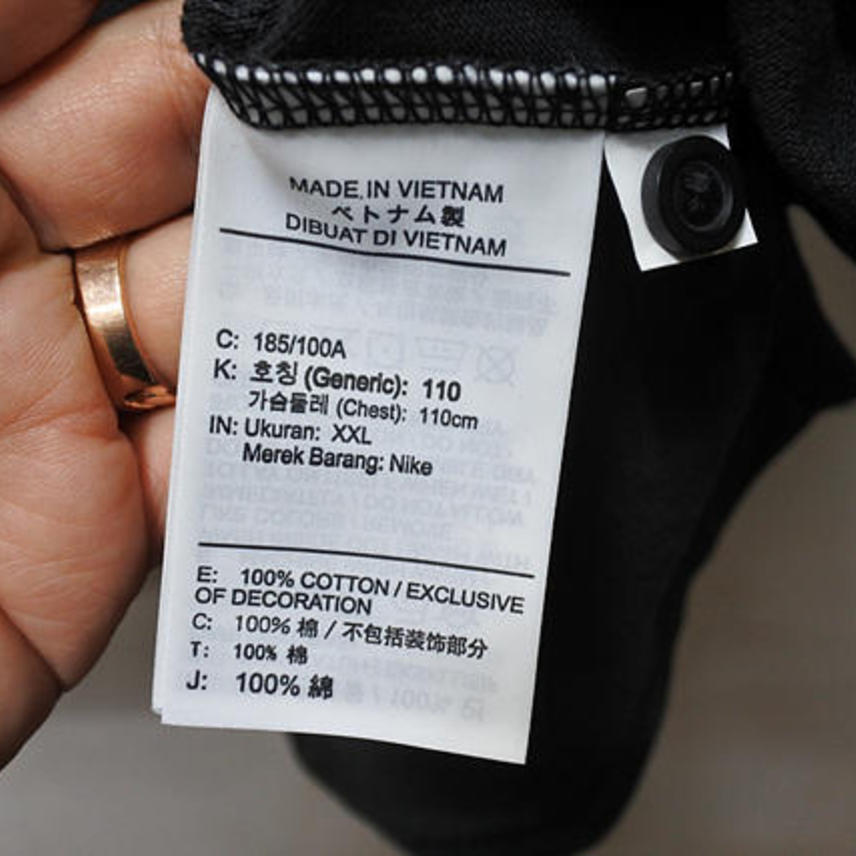 MADE IN VIETNAM
ベトナム製
DIBUAT DI VIETNAM
C: 185/100A
K: 호칭 (Generic): 110
가슴둘레 (Chest): 110cm
IN: Ukuran: XXL
Merek Barang: Nike
E: 100% COTTON / EXCLUSIVE
OF DECORATION
C: 100% 棉 / 不包括装饰部分
T: 100% 棉
J: 100% 綿